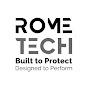 ROME
TECH
Built to Protect
Designed to Perform